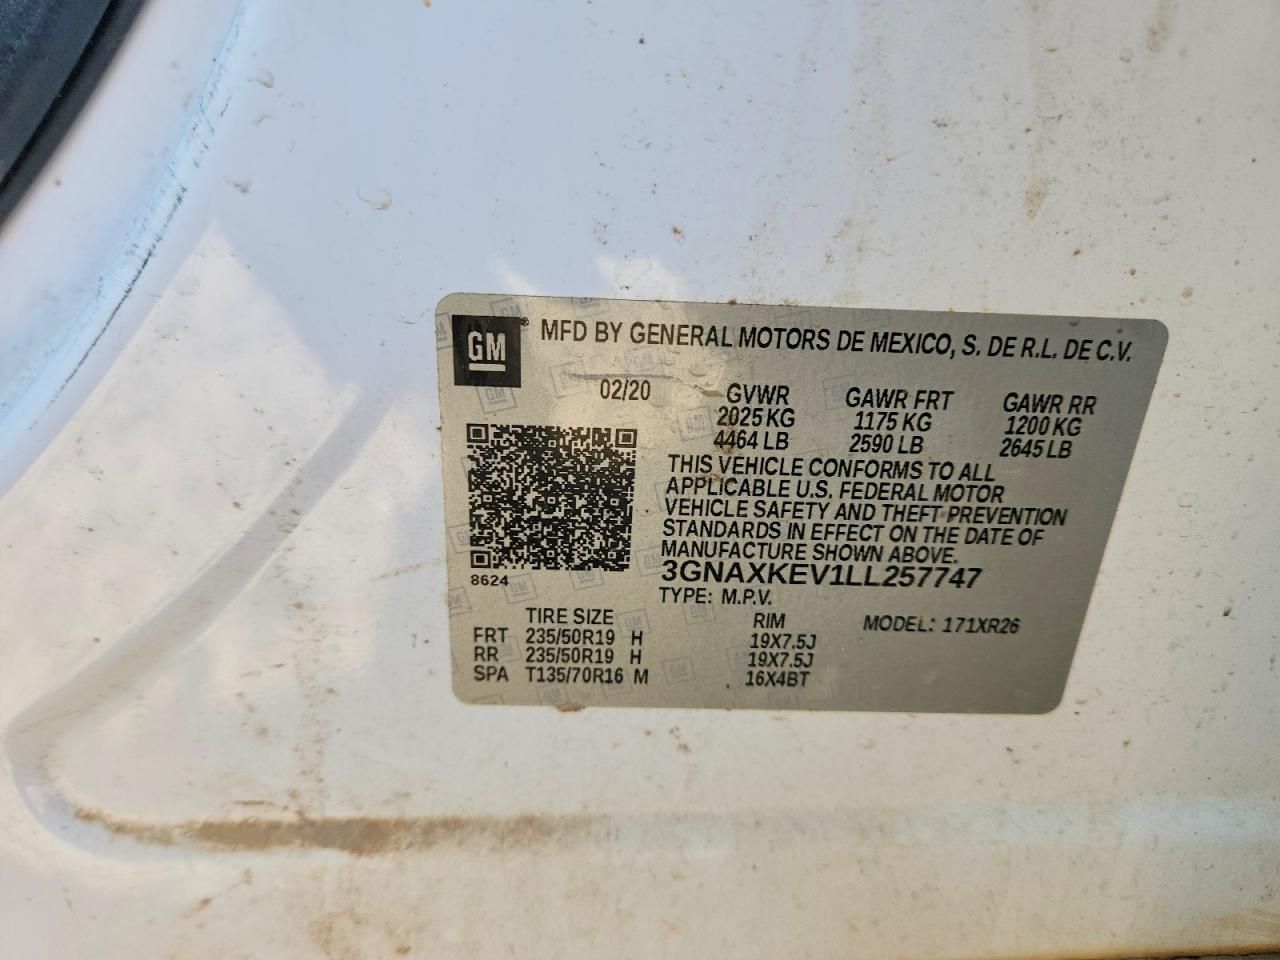 GM® MFD BY GENERAL MOTORS DE MEXICO, S. DE R.L. DE C.V.
02/20 GVWR GAWR FRT GAWR RR
2025 KG 1175 KG 1200 KG
4464 LB 2590 LB 2645 LB
THIS VEHICLE CONFORMS TO ALL
APPLICABLE U.S. FEDERAL MOTOR
VEHICLE SAFETY AND THEFT PREVENTION
STANDARDS IN EFFECT ON THE DATE OF
MANUFACTURE SHOWN ABOVE.
8624 3GNAXKEV1LL257747
TYPE: M.P.V.
TIRE SIZE RIM MODEL: 171XR26
FRT 235/50R19 H 19X7.5J
RR 235/50R19 H 19X7.5J
SPA T135/70R16 M 16X4BT